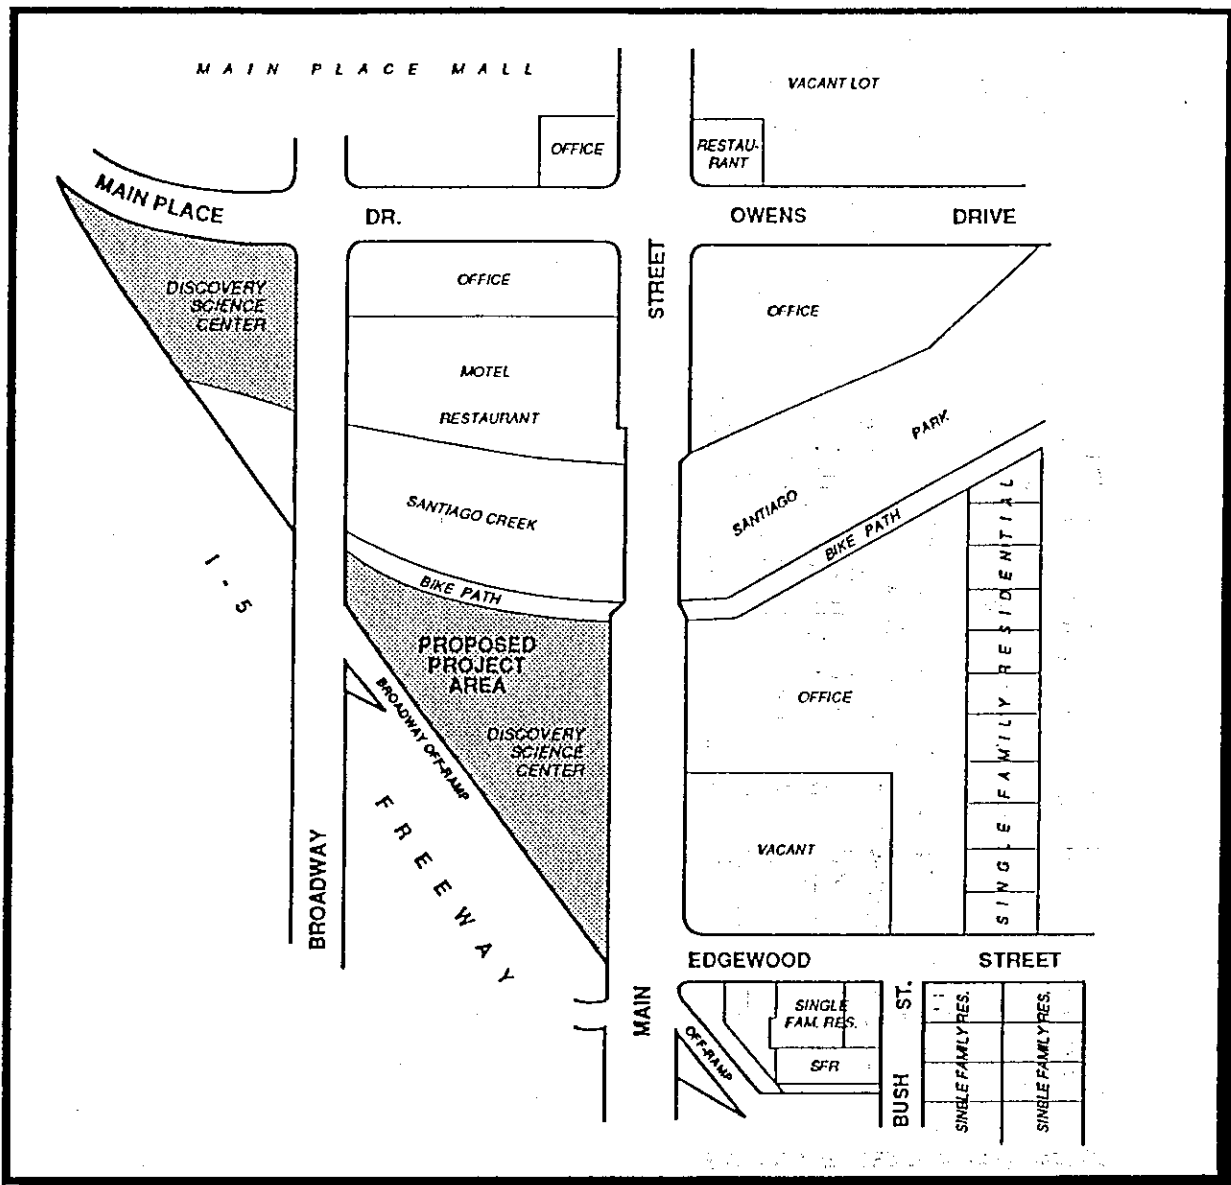 MAIN PLACE MALL
VACANT LOT
OFFICE
RESTAU-
RANT
MAIN PLACE
DR.
OWENS
DRIVE
STREET
DISCOVERY
SCIENCE
CENTER
OFFICE
OFFICE
MOTEL
RESTAURANT
PARK
SANTIAGO CREEK
SANTIAGO
BIKE PATH
BIKE PATH
I - 5
PROPOSED
PROJECT
AREA
DISCOVERY
SCIENCE
CENTER
BROADWAY OFF-RAMP
OFFICE
SINGLE FAMILY RESIDENTIAL
FREEWAY
VACANT
BROADWAY
EDGEWOOD
STREET
MAIN
SINGLE
FAM. RES.
SFR
OFF-RAMP
BUSH ST.
SINGLE FAMILY RES.
SINGLE FAMILY RES.